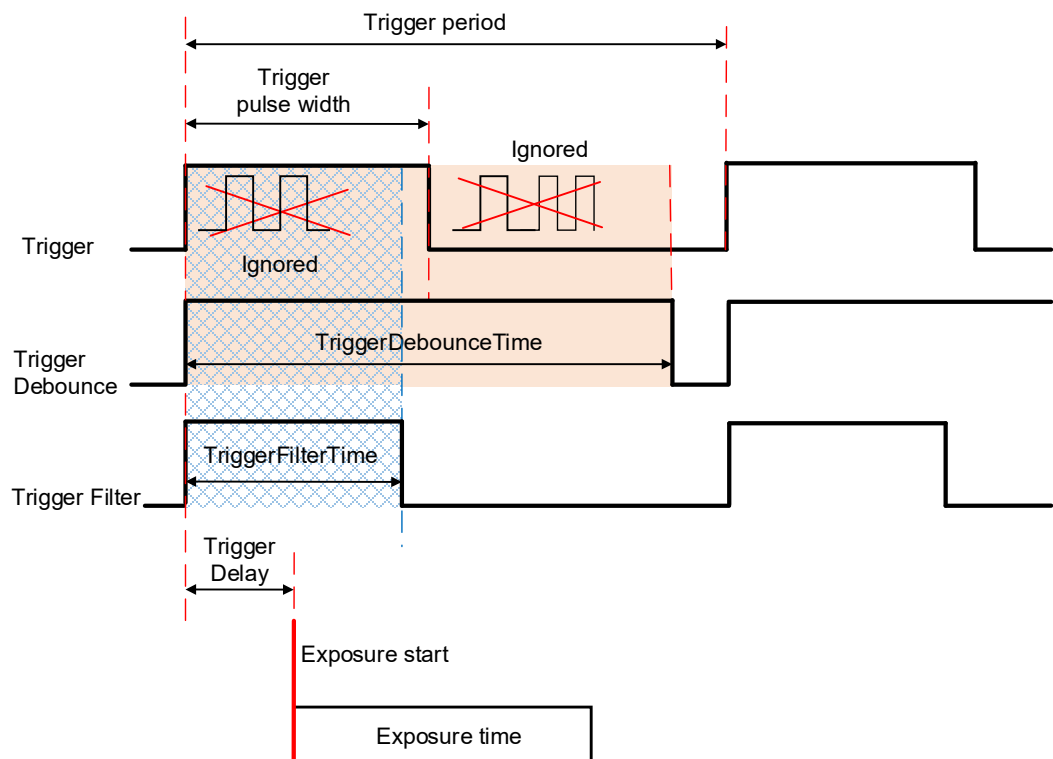 Trigger period
Trigger
pulse width
Ignored
Trigger
Ignored
TriggerDebounceTime
Trigger
Debounce
TriggerFilterTime
Trigger Filter
Trigger
Delay
Exposure start
Exposure time